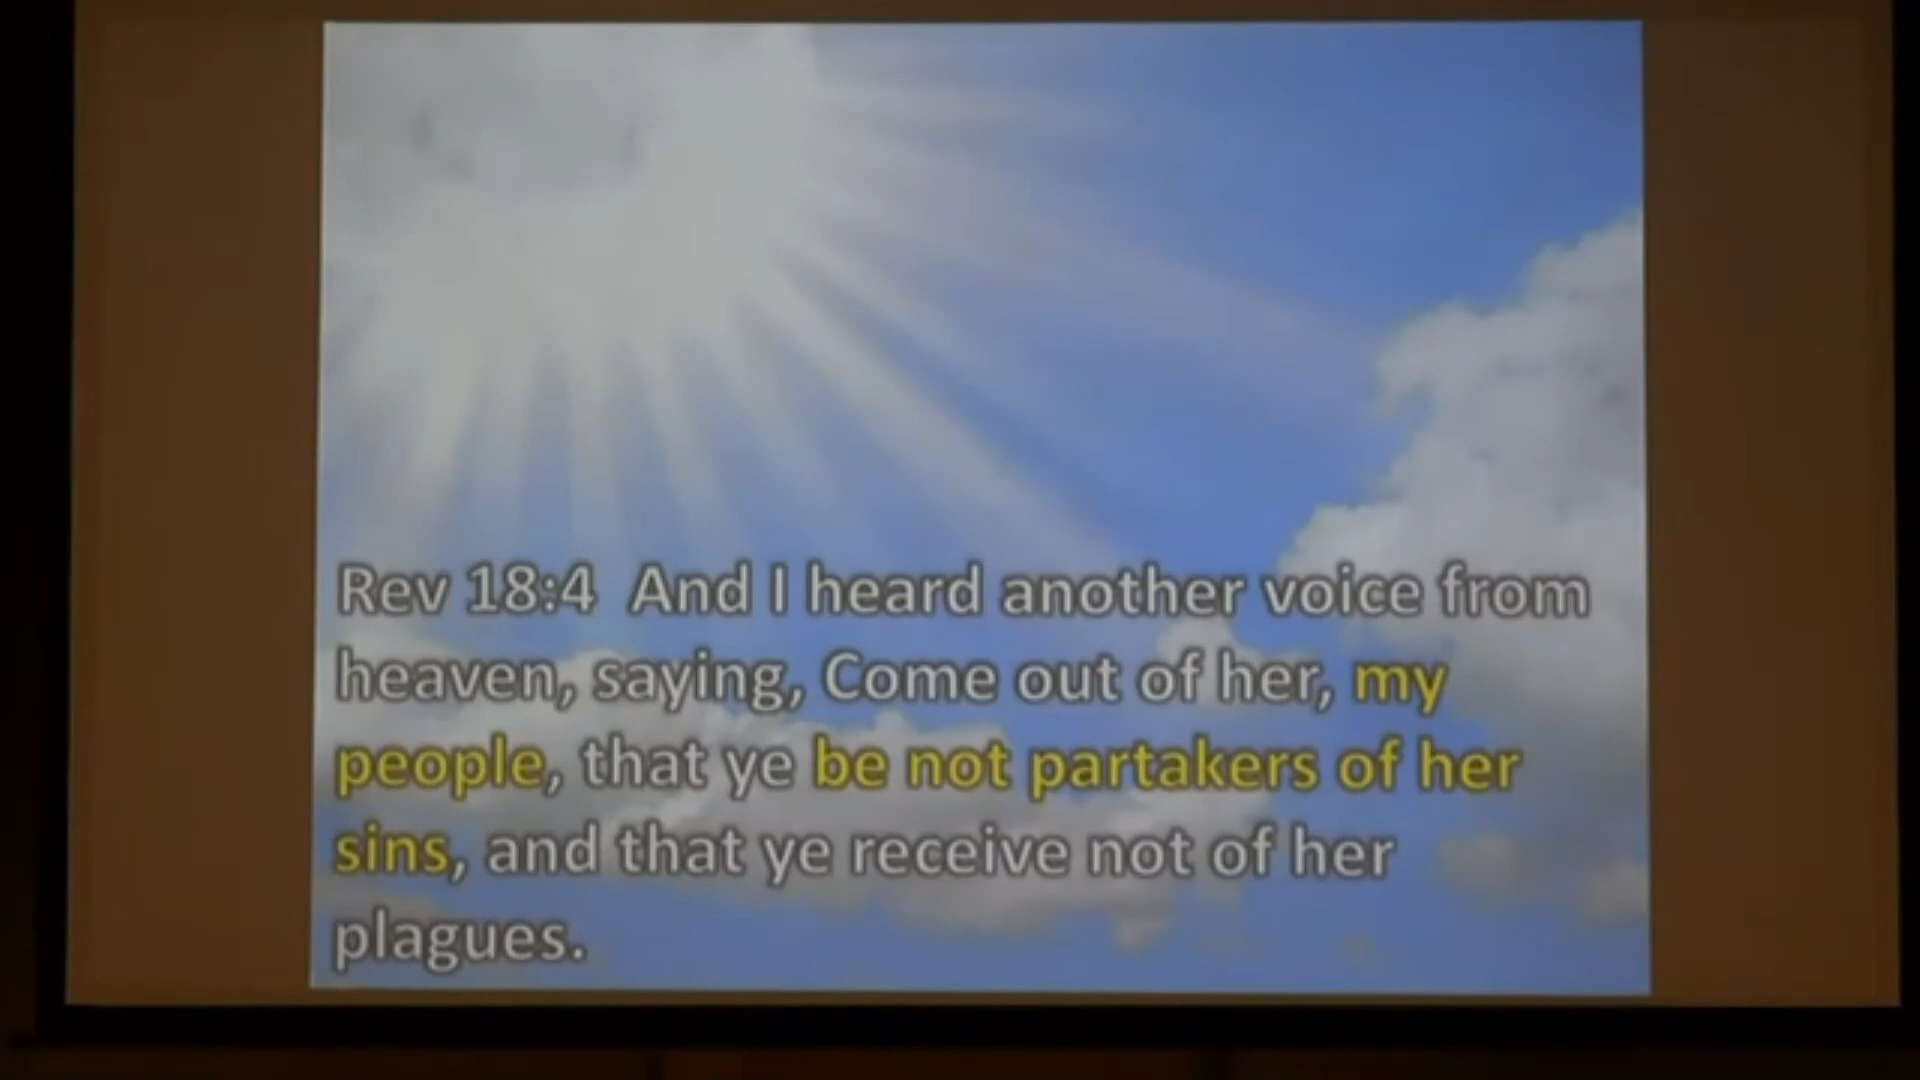 Rev 18:4  And I heard another voice from
heaven, saying, Come out of her, my
people, that ye be not partakers of her
sins, and that ye receive not of her
plagues.